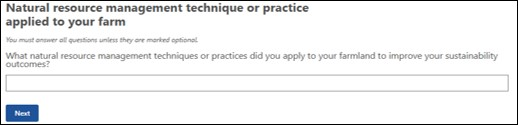 Natural resource management technique or practice
applied to your farm
You must answer all questions unless they are marked optional.
What natural resource management techniques or practices did you apply to your farmland to improve your sustainability
outcomes?
Next